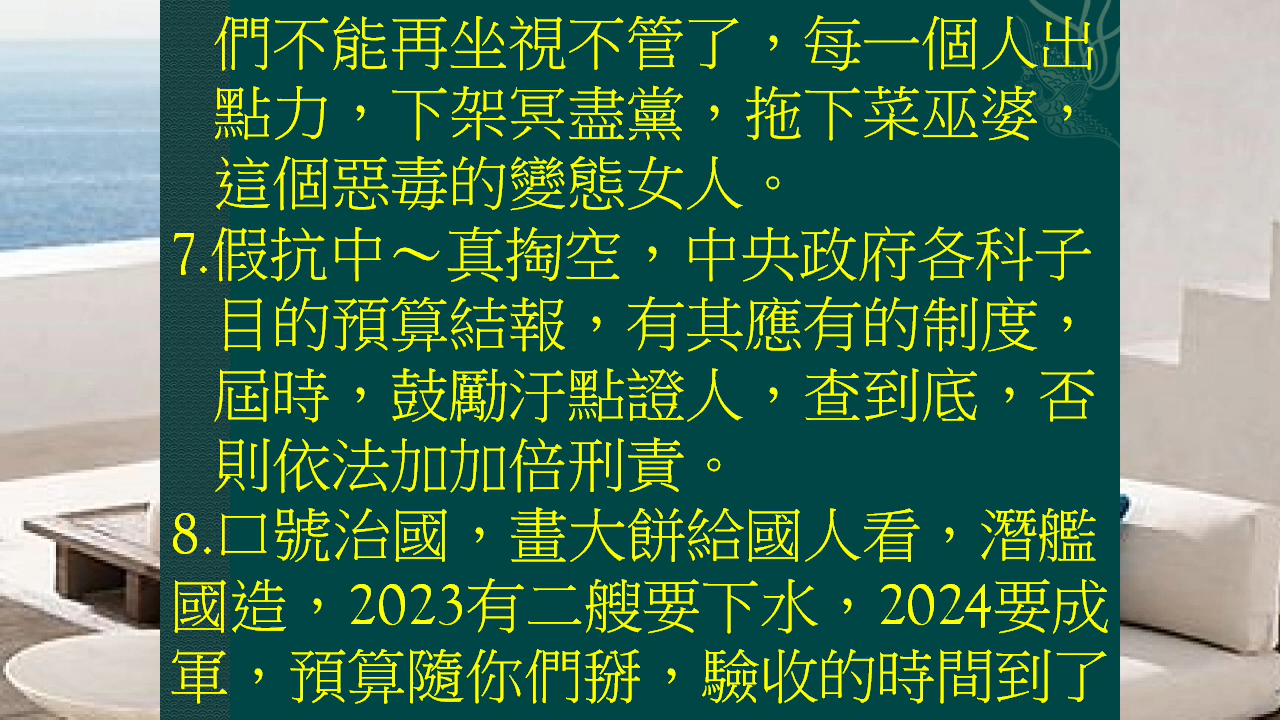 們不能再坐視不管了，每一個人出
點力，下架冥盡黨，拖下菜巫婆，
這個惡毒的變態女人。
7.假抗中～真掏空，中央政府各科子
目的預算結報，有其應有的制度，
屆時，鼓勵汙點證人，查到底，否
則依法加加倍刑責。
8.口號治國，畫大餅給國人看，潛艦
國造，2023有二艘要下水，2024要成
軍，預算隨你們掰，驗收的時間到了